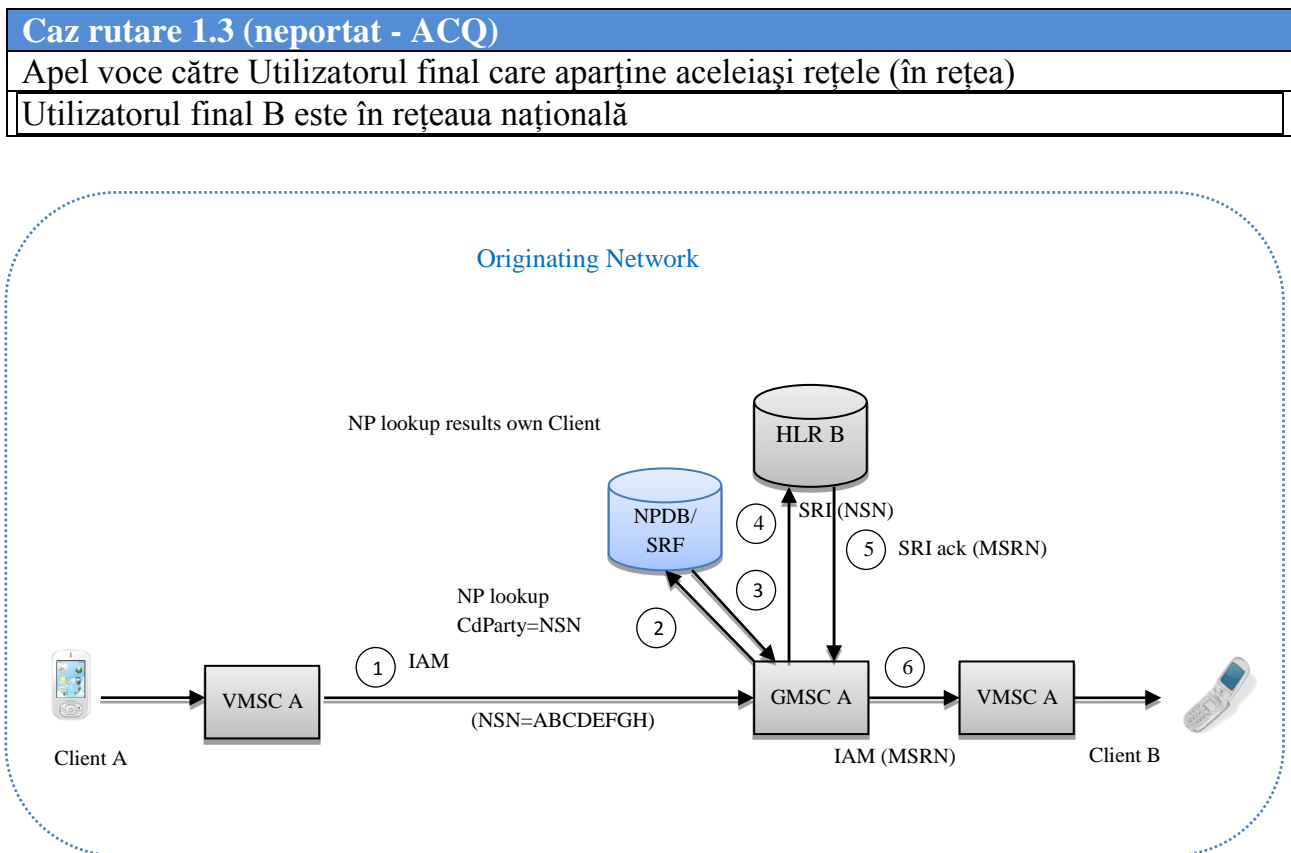 Caz rutare 1.3 (neportat - ACQ)
Apel voce către Utilizatorul final care aparține aceleiași rețele (în rețea)
Utilizatorul final B este în rețeaua națională
Originating Network
NP lookup results own Client
HLR B
NPDB/
SRF
4
SRI (NSN)
5
SRI ack (MSRN)
3
NP lookup
CdParty=NSN
2
1
IAM
6
VMSC A
GMSC A
VMSC A
(NSN=ABCDEFGH)
Client A
IAM (MSRN)
Client B